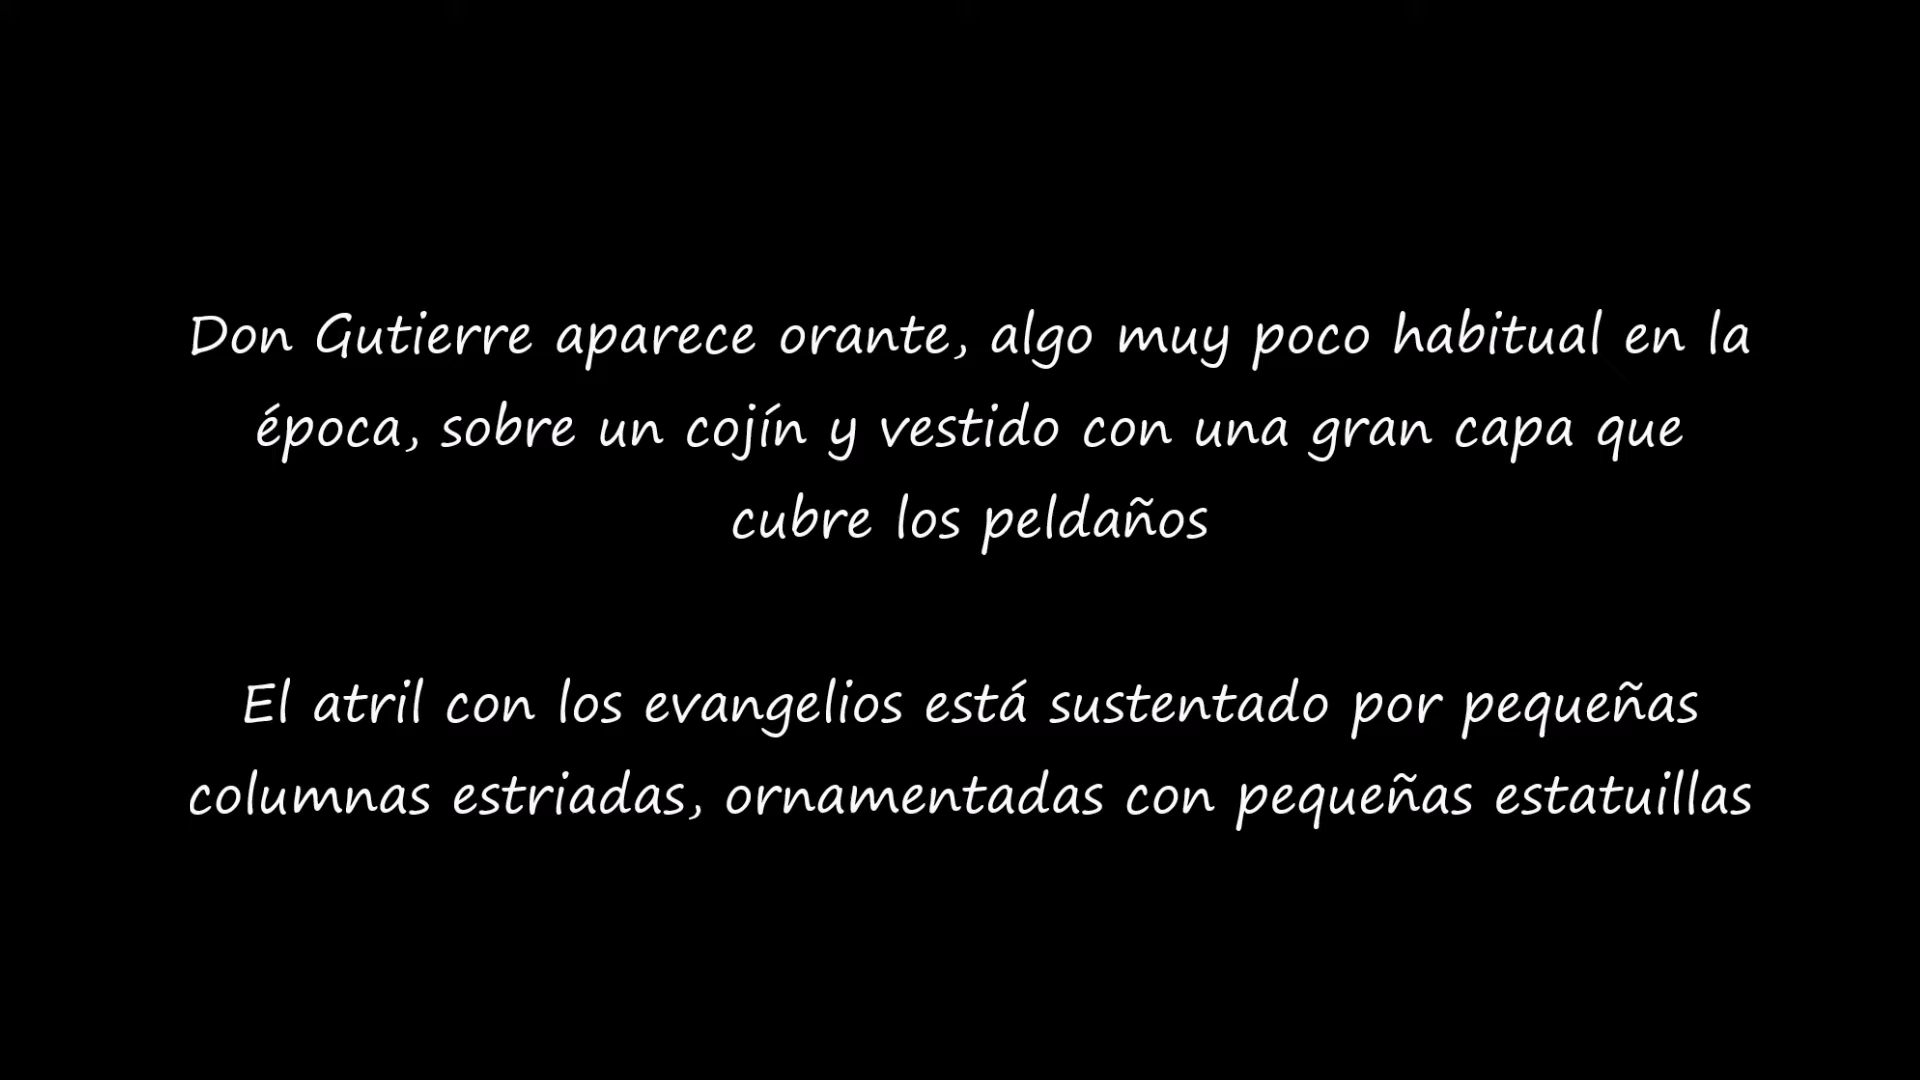 Don Gutierre aparece orante, algo muy poco habitual en la
época, sobre un cojín y vestido con una gran capa que
cubre los peldaños
El atril con los evangelios está sustentado por pequeñas
columnas estriadas, ornamentadas con pequeñas estatuillas